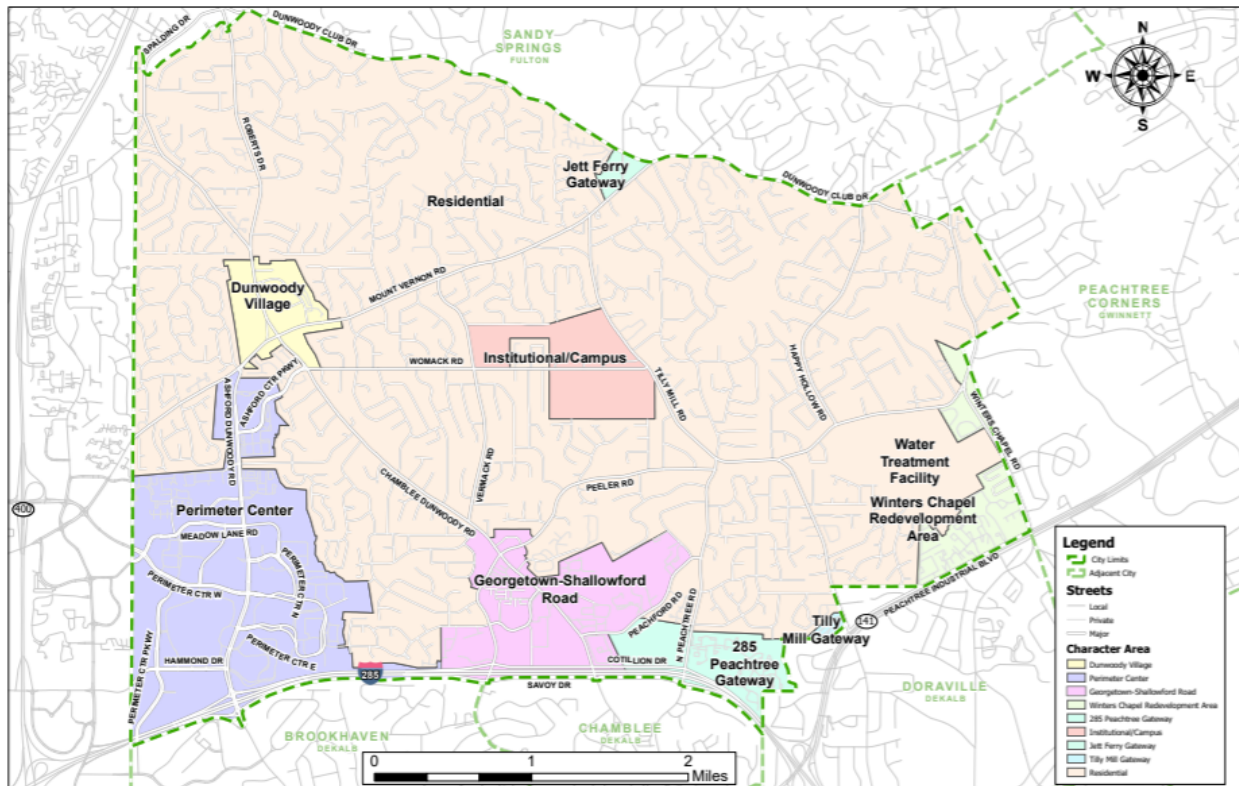 SPALDING DR
DUNWOODY CLUB DR
SANDY
SPRINGS
FULTON
N
W
E
S
ROBERTS DR
Jett Ferry
Gateway
Residential
DUNWOODY CLUB DR
Dunwoody
Village
MOUNT VERNON RD
PEACHTREE
CORNERS
GWINNETT
WOMACK RD
Institutional/Campus
ASHFORD CTR PKWY
ASHFORD DUNWOODY RD
TILLY MILL RD
HAPPY HOLLOW RD
WINTERS CHAPEL RD
VERMACK RD
CHAMBLEE DUNWOODY RD
PEELER RD
Water
Treatment
Facility
Winters Chapel
Redevelopment
Area
400
Perimeter Center
MEADOW LANE RD
PERIMETER CTR W
PERIMETER CTR N
PERIMETER CTR E
HAMMOND DR
PERIMETER CTR PKWY
Georgetown-Shallowford
Road
PEACHFORD RD
N PEACHTREE RD
Tilly
Mill Gateway
141
PEACHTREE INDUSTRIAL BLVD
285
Peachtree
Gateway
COTILLION DR
285
SAVOY DR
BROOKHAVEN
DEKALB
CHAMBLEE
DEKALB
DORAVILLE
DEKALB
0
1
2
Miles
Legend
City Limits
Adjacent City
Streets
Local
Private
Major
Character Area
Dunwoody Village
Perimeter Center
Georgetown-Shallowford Road
Winters Chapel Redevelopment Area
285 Peachtree Gateway
Institutional/Campus
Jett Ferry Gateway
Tilly Mill Gateway
Residential